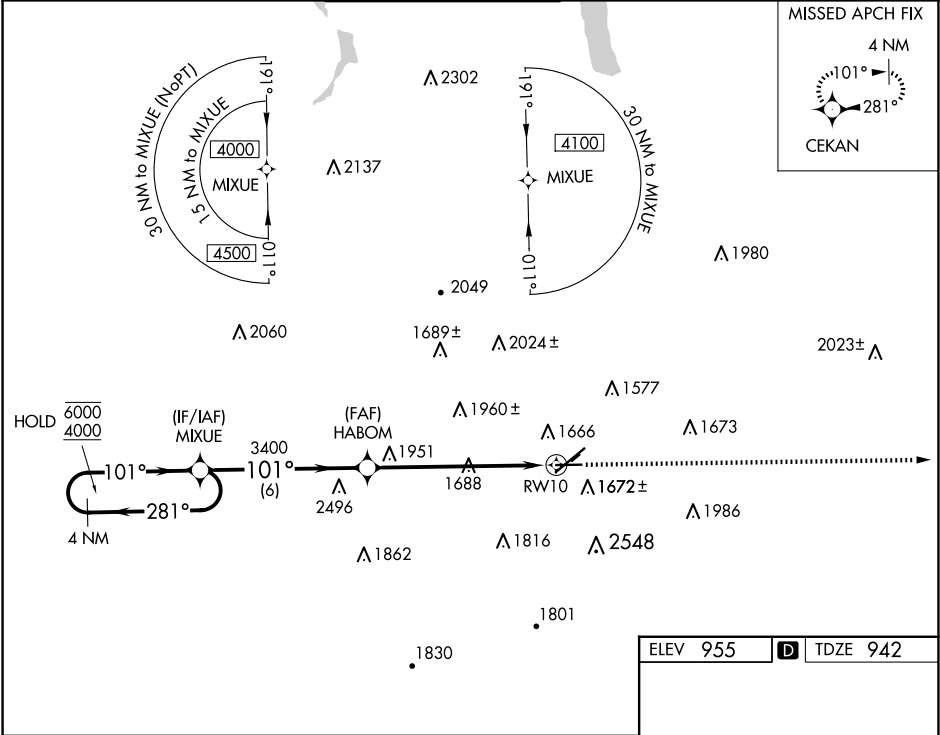 MISSED APCH FIX
4 NM
101°
281°
CEKAN
2302
30 NM to MIXUE (NoPT)
191°
15 NM to MIXUE
4000
MIXUE
4500
011°
2137
191°
4100
MIXUE
30 NM to MIXUE
011°
1980
2049
2060
1689±
2024±
2023±
1577
HOLD 6000
4000
(IF/IAF)
MIXUE
(FAF)
HABOM
1960±
1666
1673
3400
1951
101°
101°
(6)
1688
RW10
1672±
281°
2496
4 NM
1986
1862
1816
2548
1801
1830
ELEV 955
D
TDZE 942